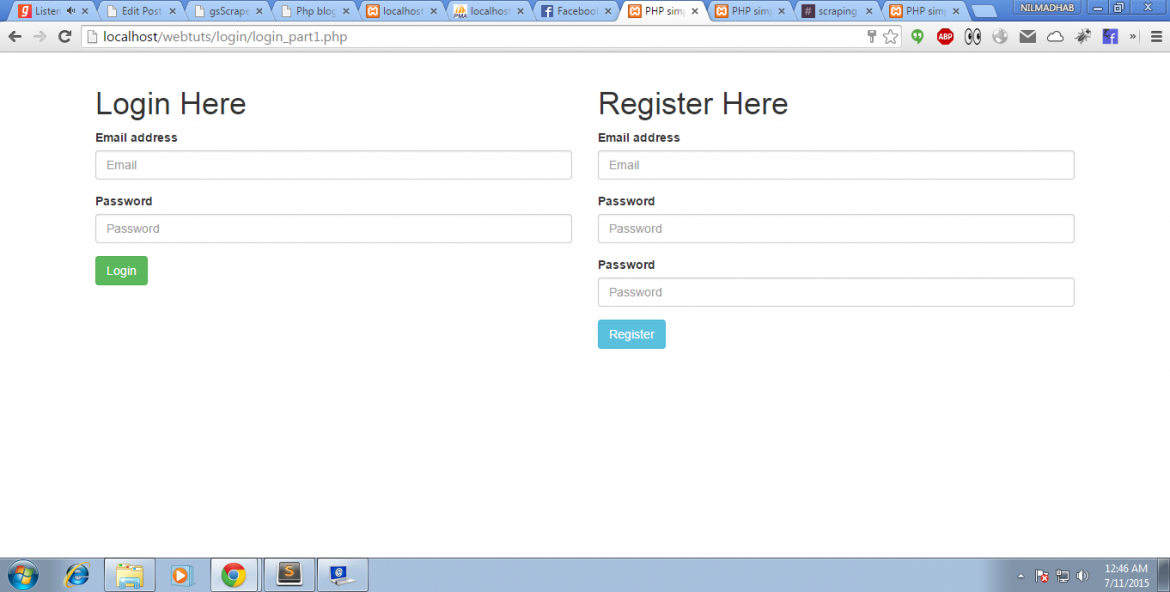 Listen
Edit Post
gsScrape
Php blog
localhost
localhost
Facebook
PHP sim
PHP sim
scraping
PHP sim
NILMADHAB
localhost/webtuts/login/login_part1.php
ABP
Login Here
Email address
Email
Password
Password
Login
Register Here
Email address
Email
Password
Password
Password
Password
Register
12:46 AM
7/11/2015